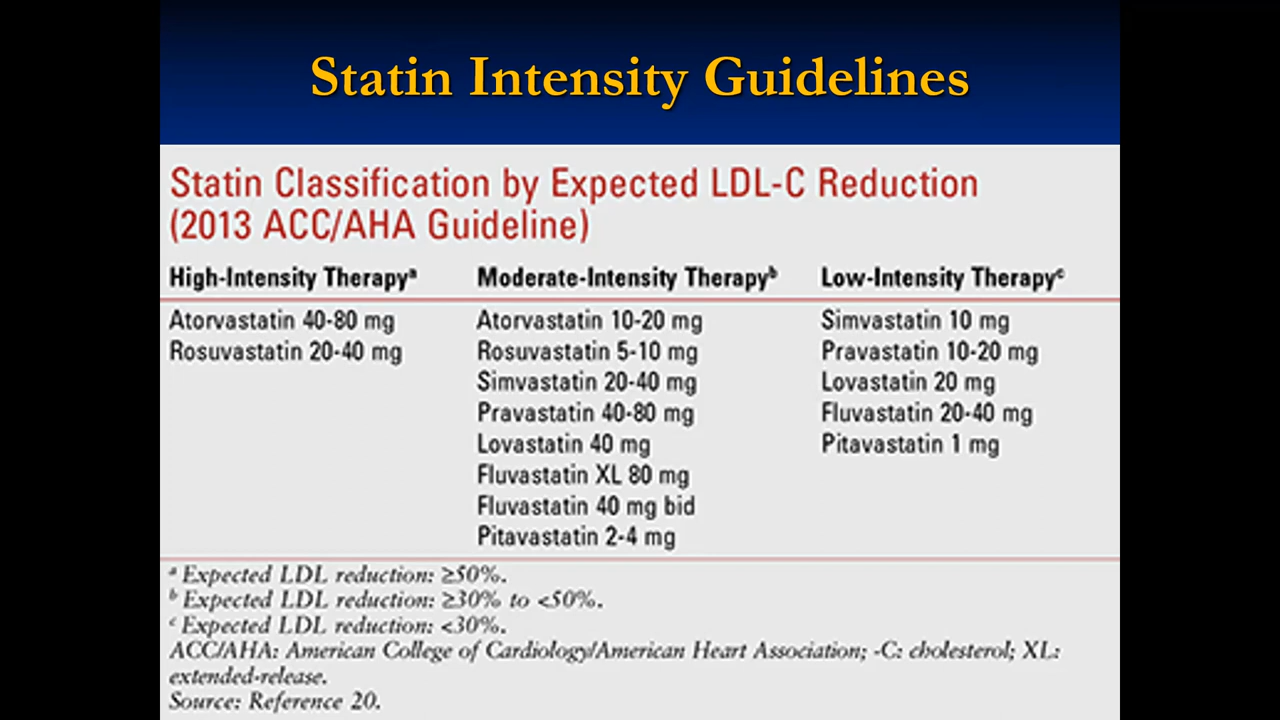 Statin Intensity Guidelines
Statin Classification by Expected LDL-C Reduction
(2013 ACC/AHA Guideline)
High-Intensity Therapyᵃ Moderate-Intensity Therapyᵇ Low-Intensity Therapyᶜ
Atorvastatin 40-80 mg Atorvastatin 10-20 mg Simvastatin 10 mg
Rosuvastatin 20-40 mg Rosuvastatin 5-10 mg Pravastatin 10-20 mg
Simvastatin 20-40 mg Lovastatin 20 mg
Pravastatin 40-80 mg Fluvastatin 20-40 mg
Lovastatin 40 mg Pitavastatin 1 mg
Fluvastatin XL 80 mg
Fluvastatin 40 mg bid
Pitavastatin 2-4 mg
ᵃ Expected LDL reduction: ≥50%.
ᵇ Expected LDL reduction: ≥30% to <50%.
ᶜ Expected LDL reduction: <30%.
ACC/AHA: American College of Cardiology/American Heart Association; -C: cholesterol; XL:
extended-release.
Source: Reference 20.